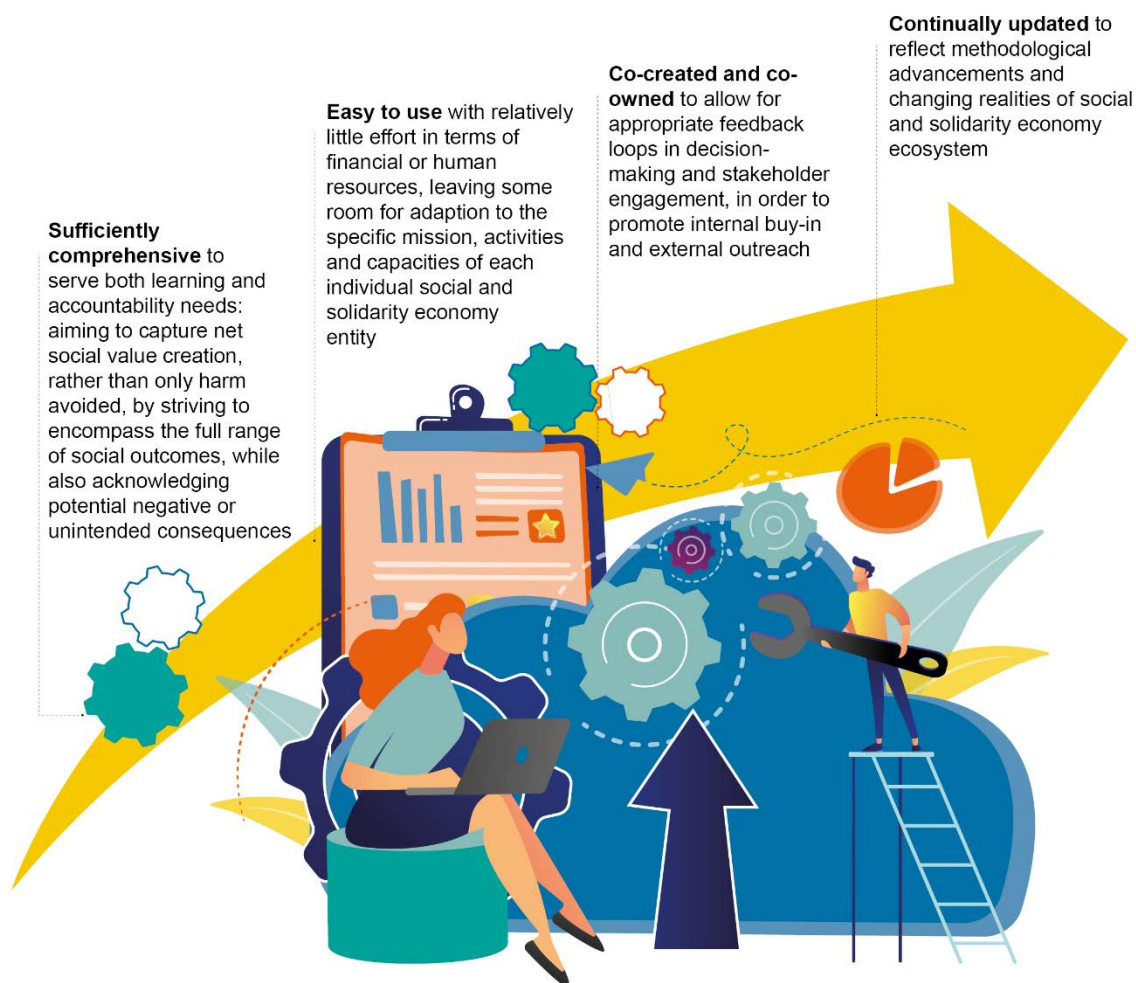 Sufficiently
comprehensive to
serve both learning and
accountability needs:
aiming to capture net
social value creation,
rather than only harm
avoided, by striving to
encompass the full range
of social outcomes, while
also acknowledging
potential negative or
unintended consequences
Easy to use with relatively
little effort in terms of
financial or human
resources, leaving some
room for adaption to the
specific mission, activities
and capacities of each
individual social and
solidarity economy
entity
Co-created and co-
owned to allow for
appropriate feedback
loops in decision-
making and stakeholder
engagement, in order to
promote internal buy-in
and external outreach
Continually updated to
reflect methodological
advancements and
changing realities of social
and solidarity economy
ecosystem